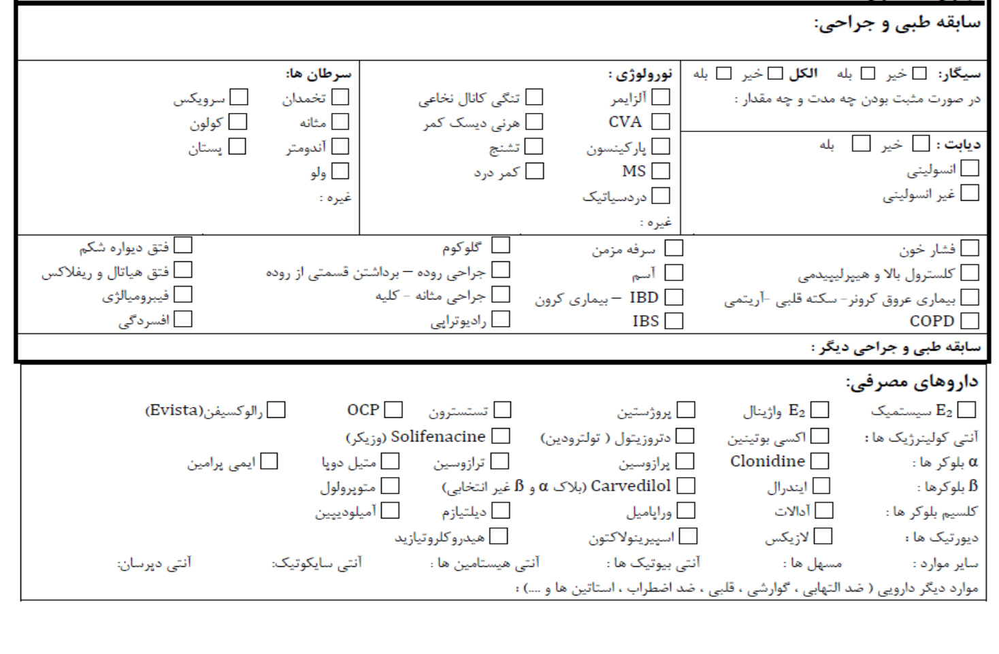 سابقه طبی و جراحی:
سیگار: خیر بله الکل خیر بله
در صورت مثبت بودن چه مدت و چه مقدار :
دیابت : خیر بله
انسولینی
غیر انسولینی
نورولوژی :
آلزایمر تنگی کانال نخاعی
CVA هرنی دیسک کمر
پارکینسون تشنج
MS کمر درد
دردسیاتیک
غیره :
سرطان ها:
تخمدان سرویکس
مثانه کولون
آندومتر پستان
ولو
غیره :
فشار خون سرفه مزمن گلوکوم فتق دیواره شکم
کلسترول بالا و هیپرلیپیدمی آسم جراحی روده – برداشتن قسمتی از روده فتق هیاتال و ریفلاکس
بیماری عروق کرونر- سکته قلبی -آریتمی IBD – بیماری کرون جراحی مثانه - کلیه فیبرومیالژی
COPD IBS رادیوتراپی افسردگی
سابقه طبی و جراحی دیگر :
داروهای مصرفی:
E₂ سیستمیک E₂ واژینال پروژستین تستسترون OCP رالوکسیفن(Evista)
آنتی کولینرژیک ها : اکسی بوتینین دتروزیتول ( تولترودین) Solifenacine (وزیکر)
α بلوکر ها : Clonidine پرازوسین ترازوسین متیل دوپا ایمی پرامین
ß بلوکرها : ایندرال Carvedilol (بلاک α و ß غیر انتخابی) متوپرولول
کلسیم بلوکر ها : آدالات وراپامیل دیلتیازم آمیلودیپین
دیورتیک ها : لازیکس اسپیرینولاکتون هیدروکلروتیازید
سایر موارد : مسهل ها : آنتی بیوتیک ها : آنتی هیستامین ها : آنتی سایکوتیک: آنتی دپرسان:
موارد دیگر دارویی ( ضد التهابی ، گوارشی ، قلبی ، ضد اضطراب ، استاتین ها و ....) :